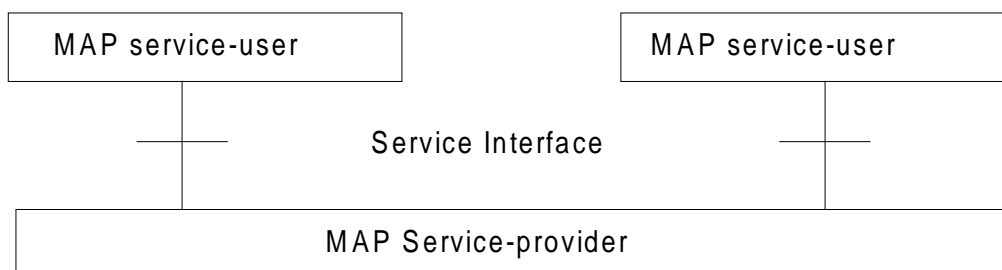 MAP service-user
MAP service-user
Service Interface
MAP Service-provider